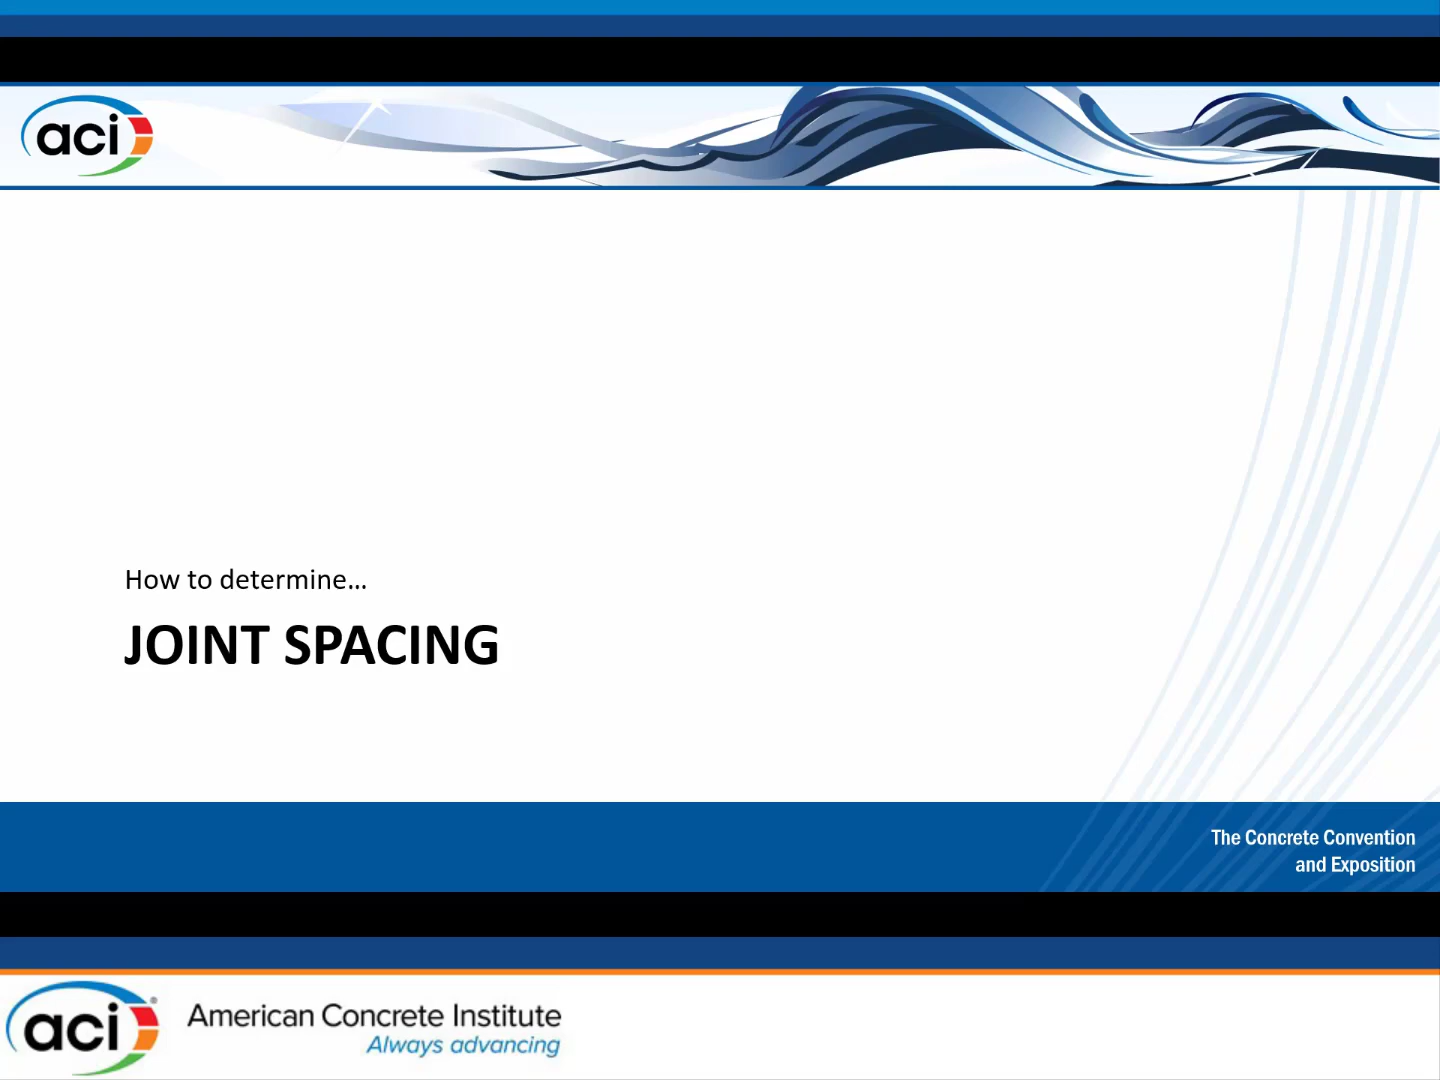 aci
How to determine...
JOINT SPACING
The Concrete Convention
and Exposition
aci®
American Concrete Institute
Always advancing